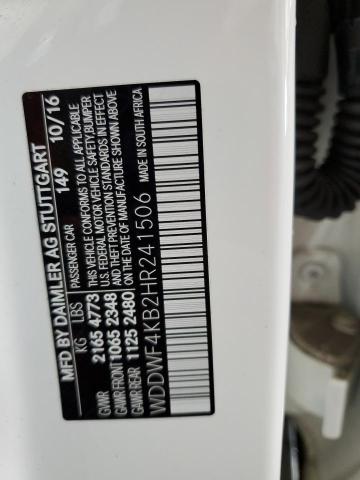 MFD BY DAIMLER AG STUTTGART
PASSENGER CAR 149 10/16
KG LBS
GVWR 2165 4773
GAWR FRONT 1065 2348
GAWR REAR 1125 2480
THIS VEHICLE CONFORMS TO ALL APPLICABLE
U.S. FEDERAL MOTOR VEHICLE SAFETY,BUMPER
AND THEFT PREVENTION STANDARDS IN EFFECT
ON THE DATE OF MANUFACTURE SHOWN ABOVE
WDDWF4KB2HR241506 MADE IN SOUTH AFRICA